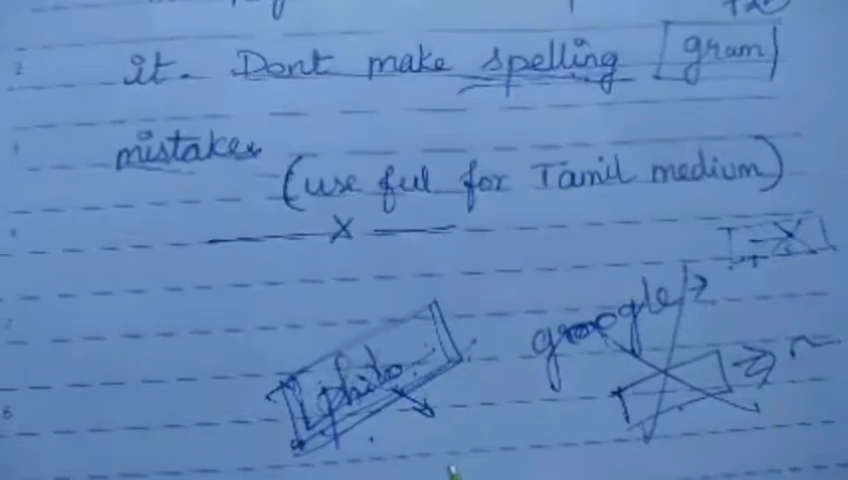 it. Dont make spelling [gram]
mistakes.
(use ful for Tamil medium)
— X —
google